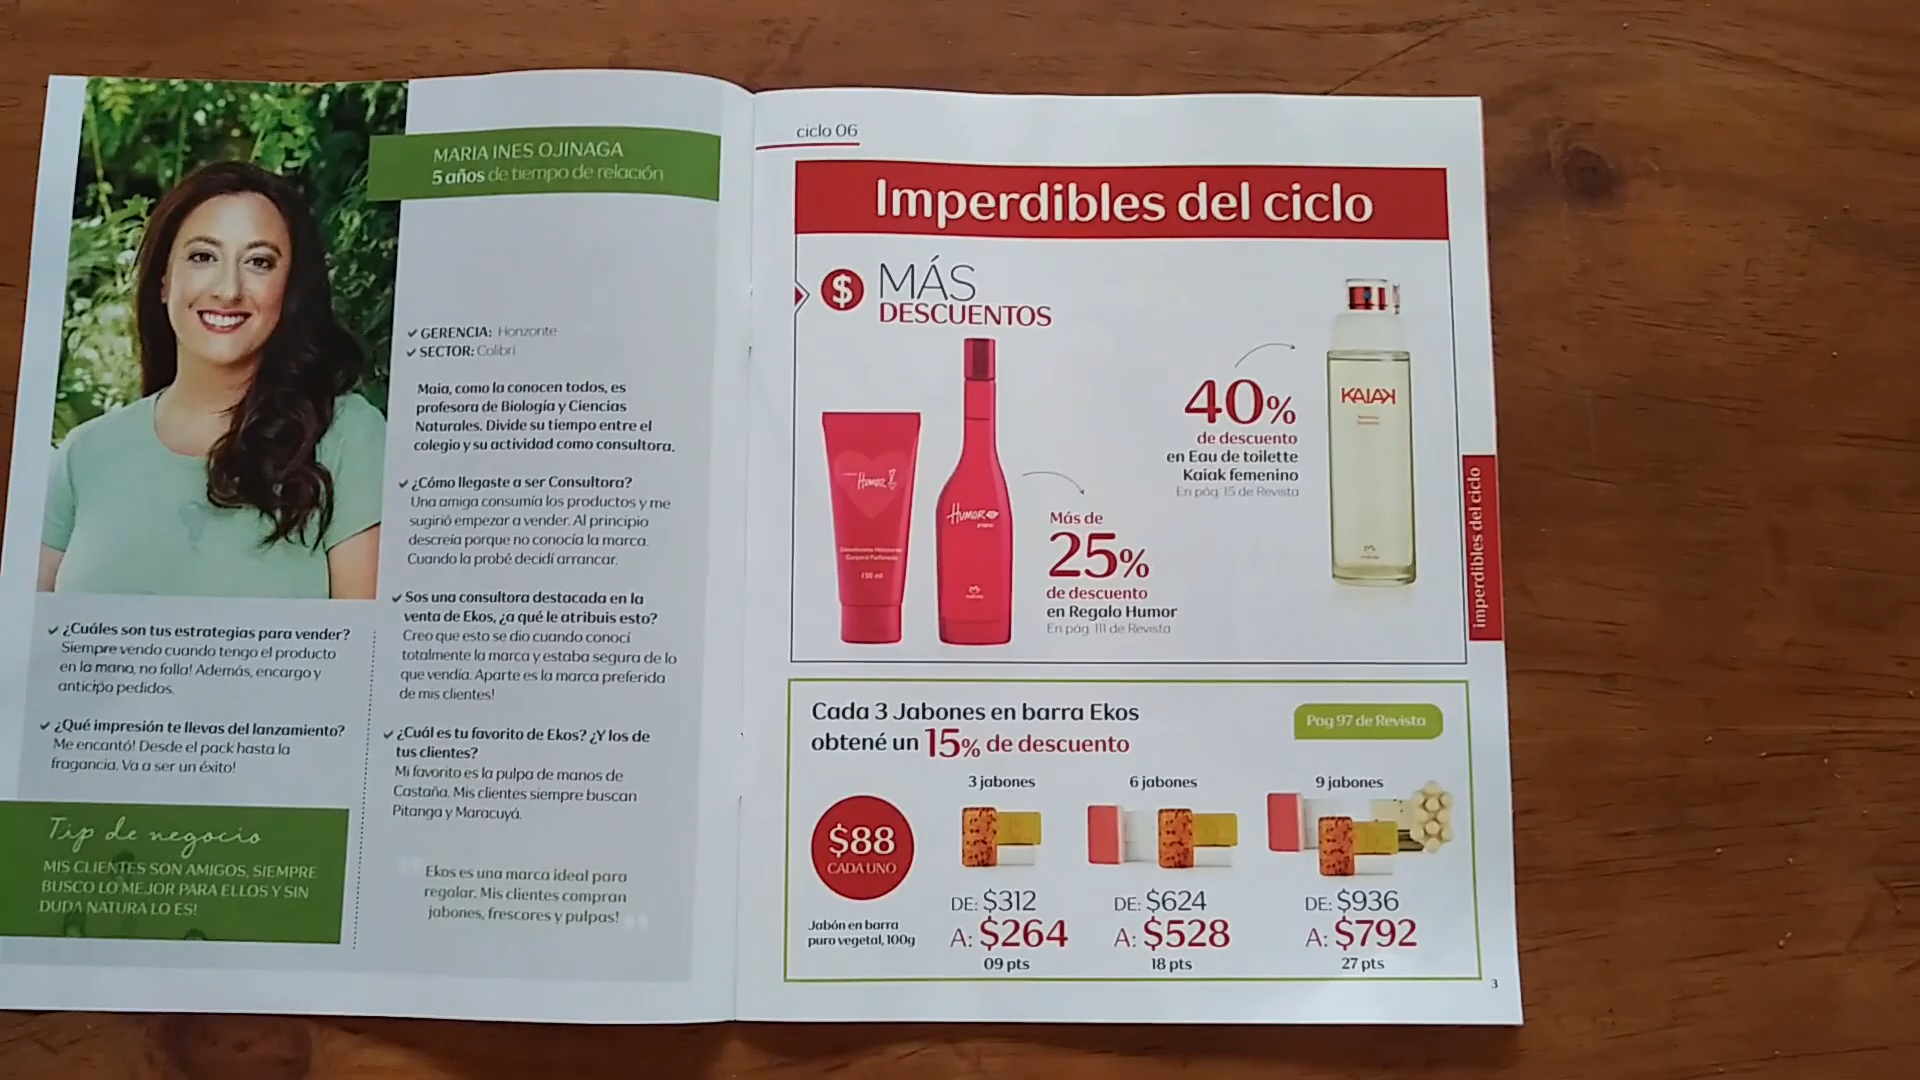 MARIA INES OJINAGA
5 años de tiempo de relación
✔ GERENCIA: Horizonte
✔ SECTOR: Colibrí
Maia, como la conocen todos, es
profesora de Biología y Ciencias
Naturales. Divide su tiempo entre el
colegio y su actividad como consultora.
✔ ¿Cómo llegaste a ser Consultora?
Una amiga consumía los productos y me
sugirió empezar a vender. Al principio
descreía porque no conocía la marca.
Cuando la probé decidí arrancar.
✔ Sos una consultora destacada en la
venta de Ekos, ¿a qué le atribuis esto?
Creo que esto se dio cuando conocí
totalmente la marca y estaba segura de lo
que vendía. Aparte es la marca preferida
de mis clientes!
✔ ¿Cuál es tu favorito de Ekos? ¿Y los de
tus clientes?
Mi favorito es la pulpa de manos de
Castaña. Mis clientes siempre buscan
Pitanga y Maracuyá.
Ekos es una marca ideal para
regalar. Mis clientes compran
jabones, frescores y pulpas!
✔ ¿Cuáles son tus estrategias para vender?
Siempre vendo cuando tengo el producto
en la mano, no falla! Además, encargo y
anticipo pedidos.
✔ ¿Qué impresión te llevas del lanzamiento?
Me encantó! Desde el pack hasta la
fragancia. Va a ser un éxito!
Tip de negocio
MIS CLIENTES SON AMIGOS, SIEMPRE
BUSCO LO MEJOR PARA ELLOS Y SIN
DUDA NATURA LO ES!
ciclo 06
Imperdibles del ciclo
$ MÁS
DESCUENTOS
40%
de descuento
en Eau de toilette
Kaiak femenino
En pág. 15 de Revista
KAIAK
Humor
150 ml
Humor
Más de
25%
de descuento
en Regalo Humor
En pág. 111 de Revista
imperdibles del ciclo
Cada 3 Jabones en barra Ekos
obtené un 15% de descuento
Pag 97 de Revista
$88
CADA UNO
Jabón en barra
puro vegetal, 100g
3 jabones
DE: $312
A: $264
09 pts
6 jabones
DE: $624
A: $528
18 pts
9 jabones
DE: $936
A: $792
27 pts
3